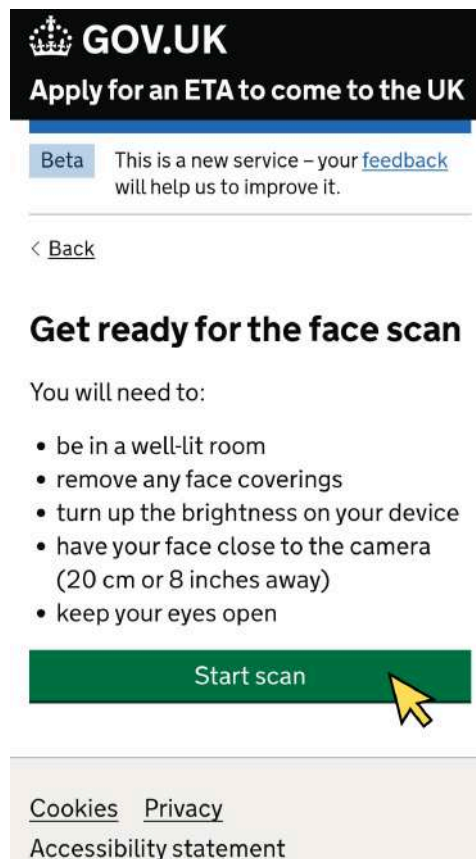 GOV.UK
Apply for an ETA to come to the UK
Beta This is a new service – your feedback
will help us to improve it.
< Back
Get ready for the face scan
You will need to:
• be in a well-lit room
• remove any face coverings
• turn up the brightness on your device
• have your face close to the camera
(20 cm or 8 inches away)
• keep your eyes open
Start scan
Cookies Privacy
Accessibility statement